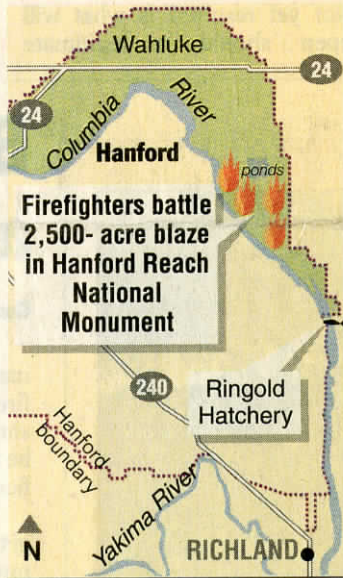 Wahluke
24
24
Columbia
River
Hanford
ponds
Firefighters battle
2,500- acre blaze
in Hanford Reach
National
Monument
240
Ringold
Hatchery
Hanford
boundary
Yakima River
N
RICHLAND